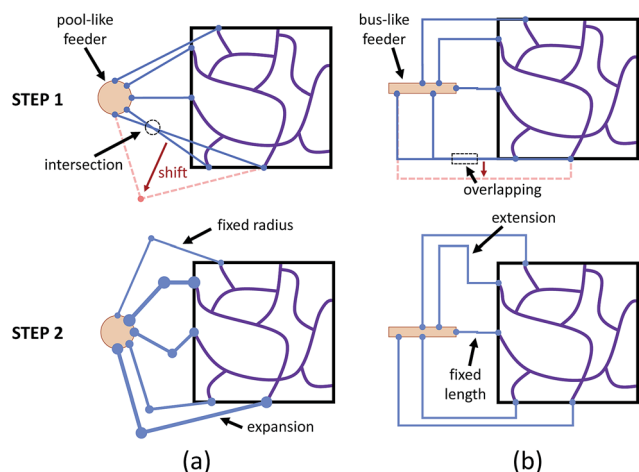 pool-like
feeder
STEP 1
intersection
shift
bus-like
feeder
overlapping
fixed radius
STEP 2
expansion
extension
fixed
length
(a)
(b)